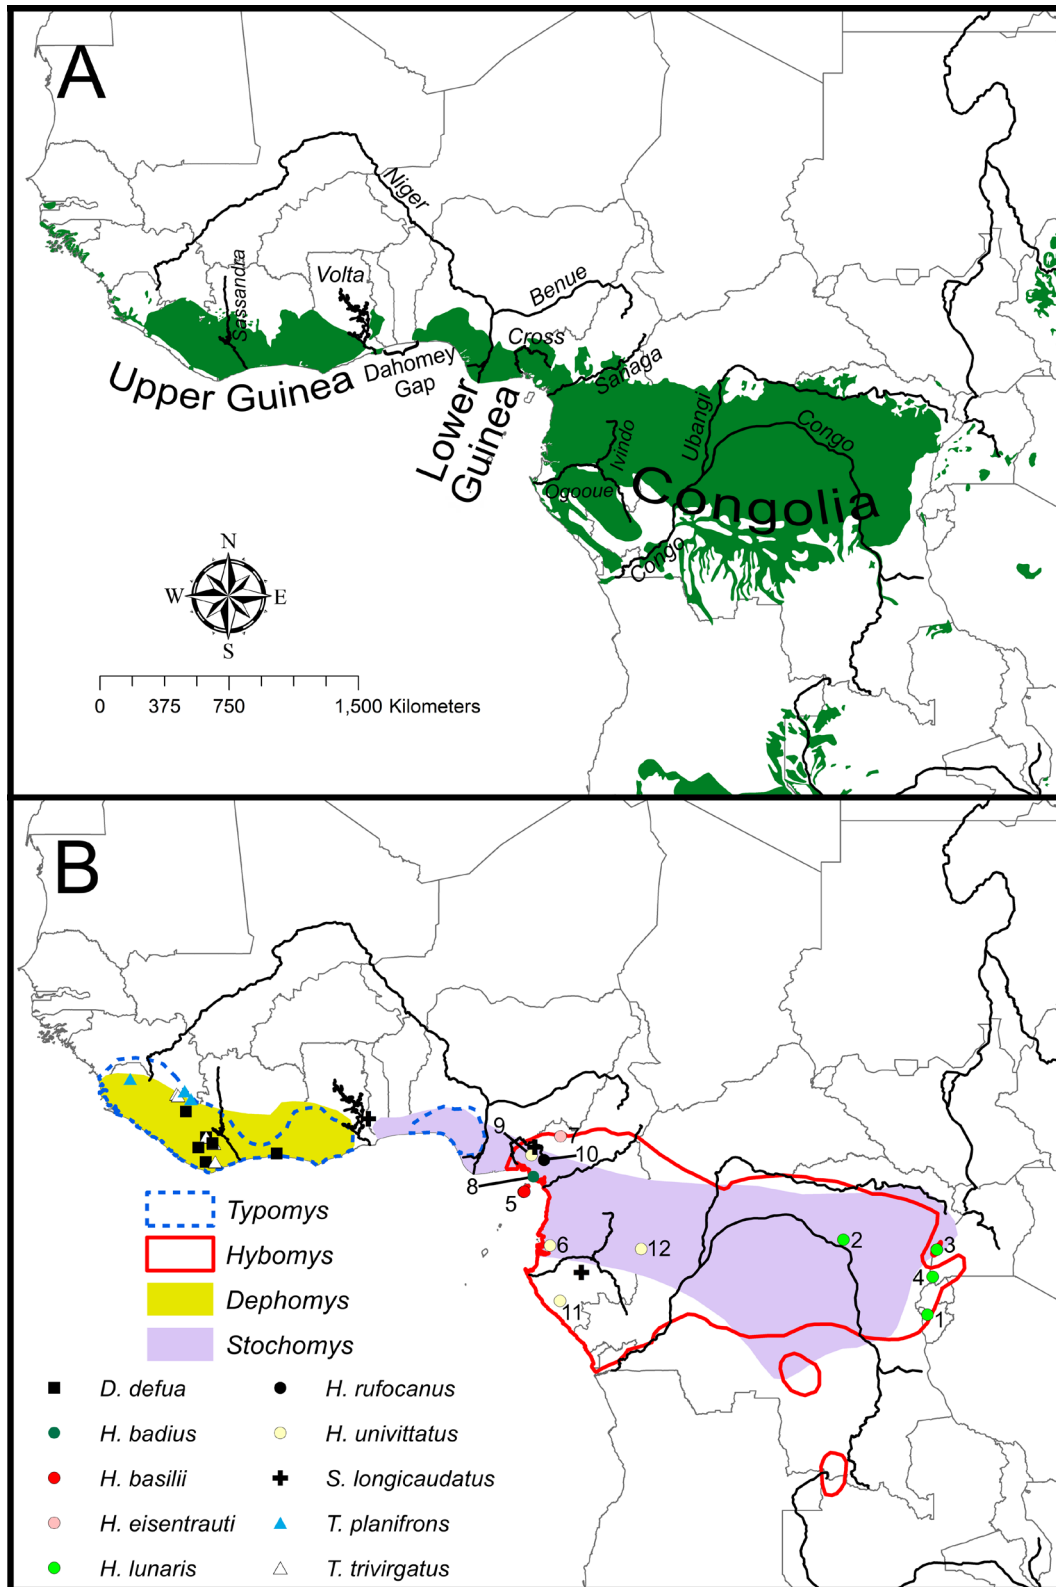 A
Niger
Sassandra
Volta
Benue
Cross
Dahomey
Gap
Sanaga
Upper Guinea
Lower
Guinea
Ubangi
Congo
Ivindo
Ogooue
Congolia
Congo
N
W E
S
0 375 750 1,500 Kilometers
B
9
7
10
8
5
6
12
2
3
4
11
1
Typomys
Hybomys
Dephomys
Stochomys
D. defua
H. badius
H. basilii
H. eisentrauti
H. lunaris
H. rufocanus
H. univittatus
S. longicaudatus
T. planifrons
T. trivirgatus